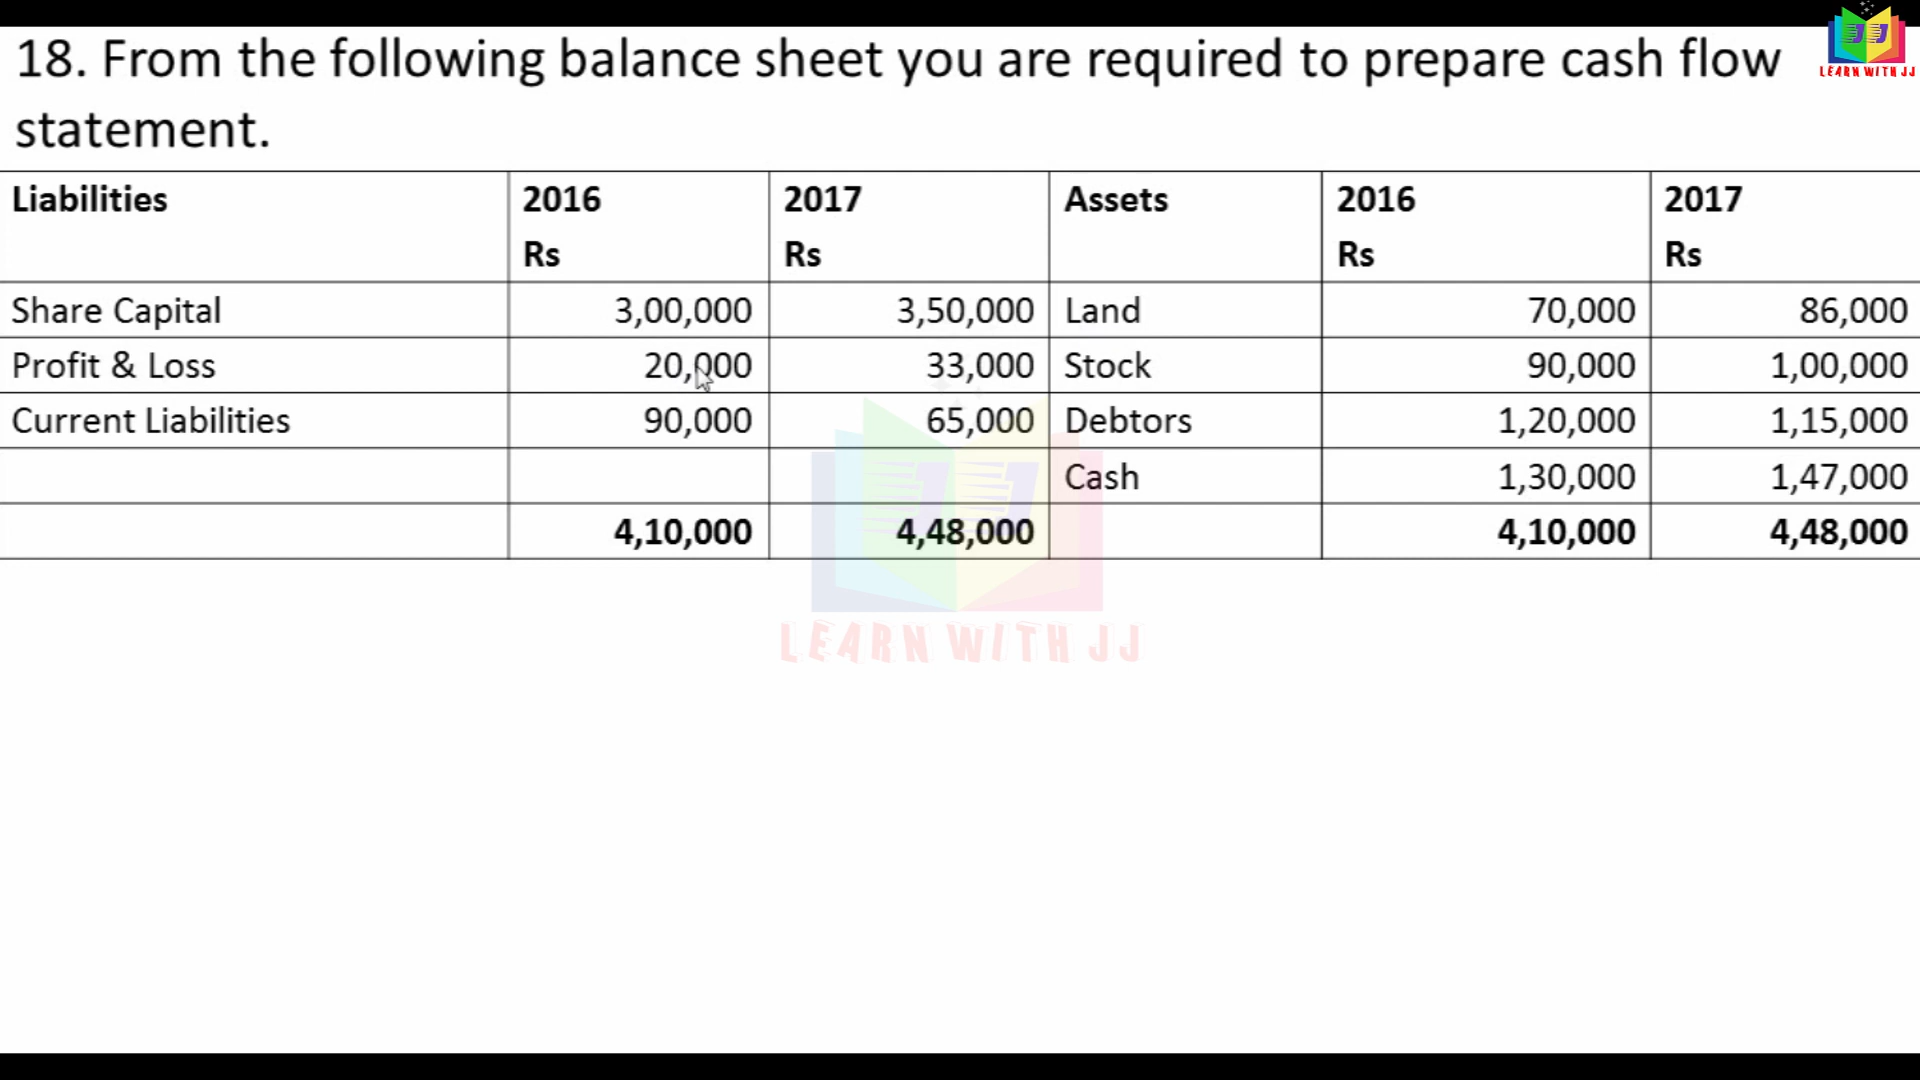 LEARN WITH JJ
18. From the following balance sheet you are required to prepare cash flow
statement.
Liabilities 2016 Rs 2017 Rs Assets 2016 Rs 2017 Rs
Share Capital 3,00,000 3,50,000 Land 70,000 86,000
Profit & Loss 20,000 33,000 Stock 90,000 1,00,000
Current Liabilities 90,000 65,000 Debtors 1,20,000 1,15,000
Cash 1,30,000 1,47,000
4,10,000 4,48,000 4,10,000 4,48,000
LEARN WITH JJ